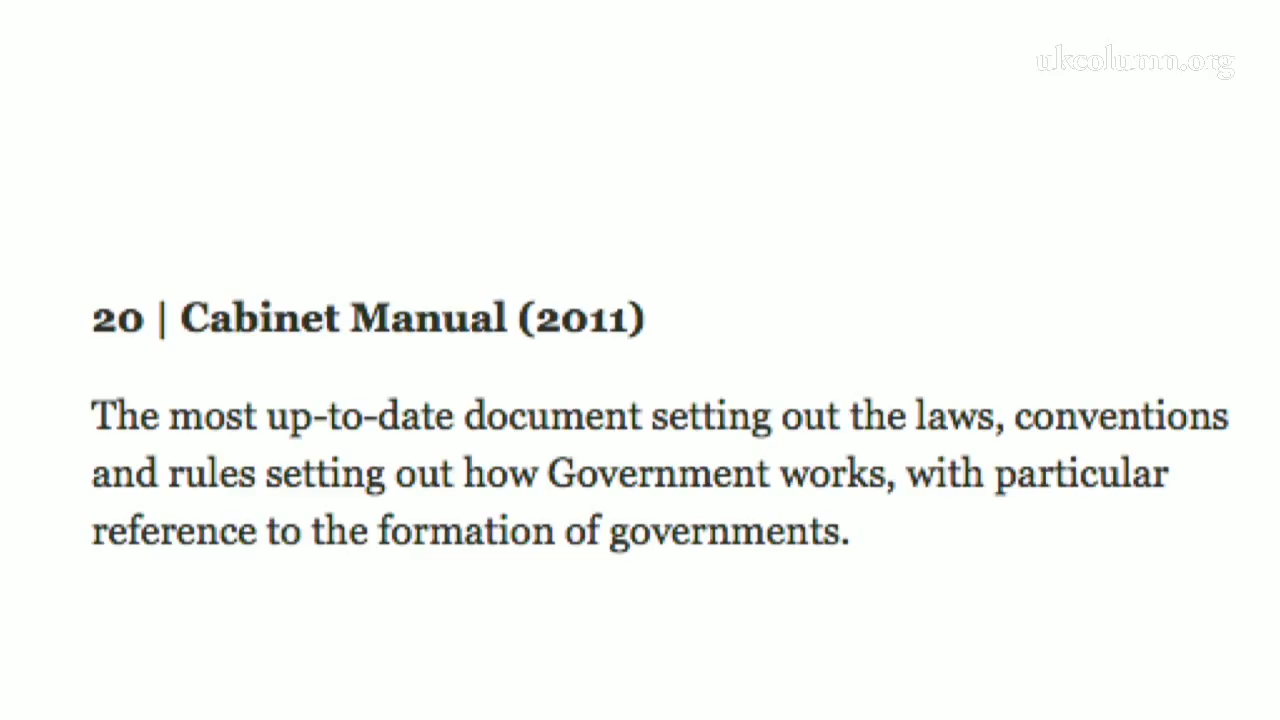 ukcolumn.org
20 | Cabinet Manual (2011)
The most up-to-date document setting out the laws, conventions
and rules setting out how Government works, with particular
reference to the formation of governments.